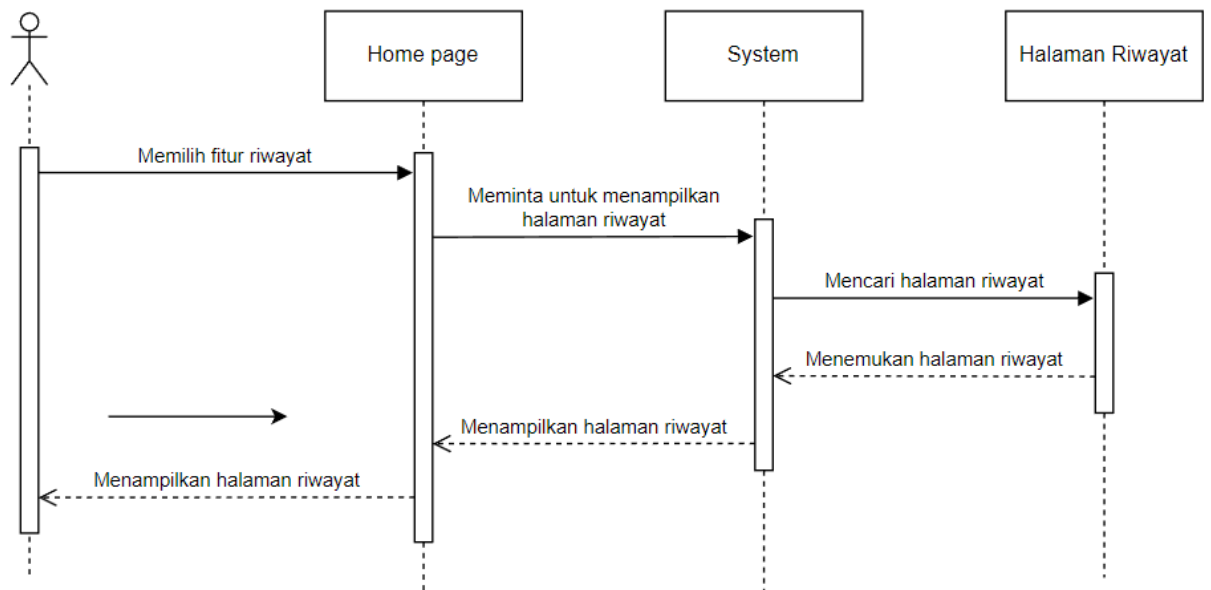 Home page
System
Halaman Riwayat
Memilih fitur riwayat
Meminta untuk menampilkan
halaman riwayat
Mencari halaman riwayat
Menemukan halaman riwayat
Menampilkan halaman riwayat
Menampilkan halaman riwayat